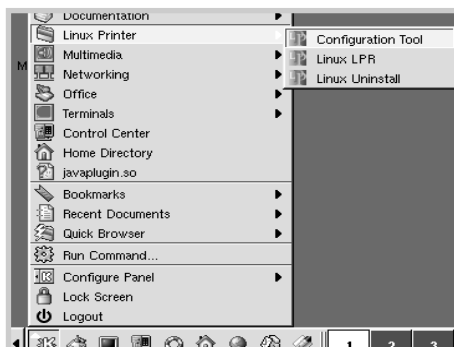 Documentation
Linux Printer
Multimedia
Networking
Office
Terminals
Control Center
Home Directory
javaplugin.so
Bookmarks
Recent Documents
Quick Browser
Run Command...
Configure Panel
Lock Screen
Logout
Configuration Tool
Linux LPR
Linux Uninstall
M
1
2
3